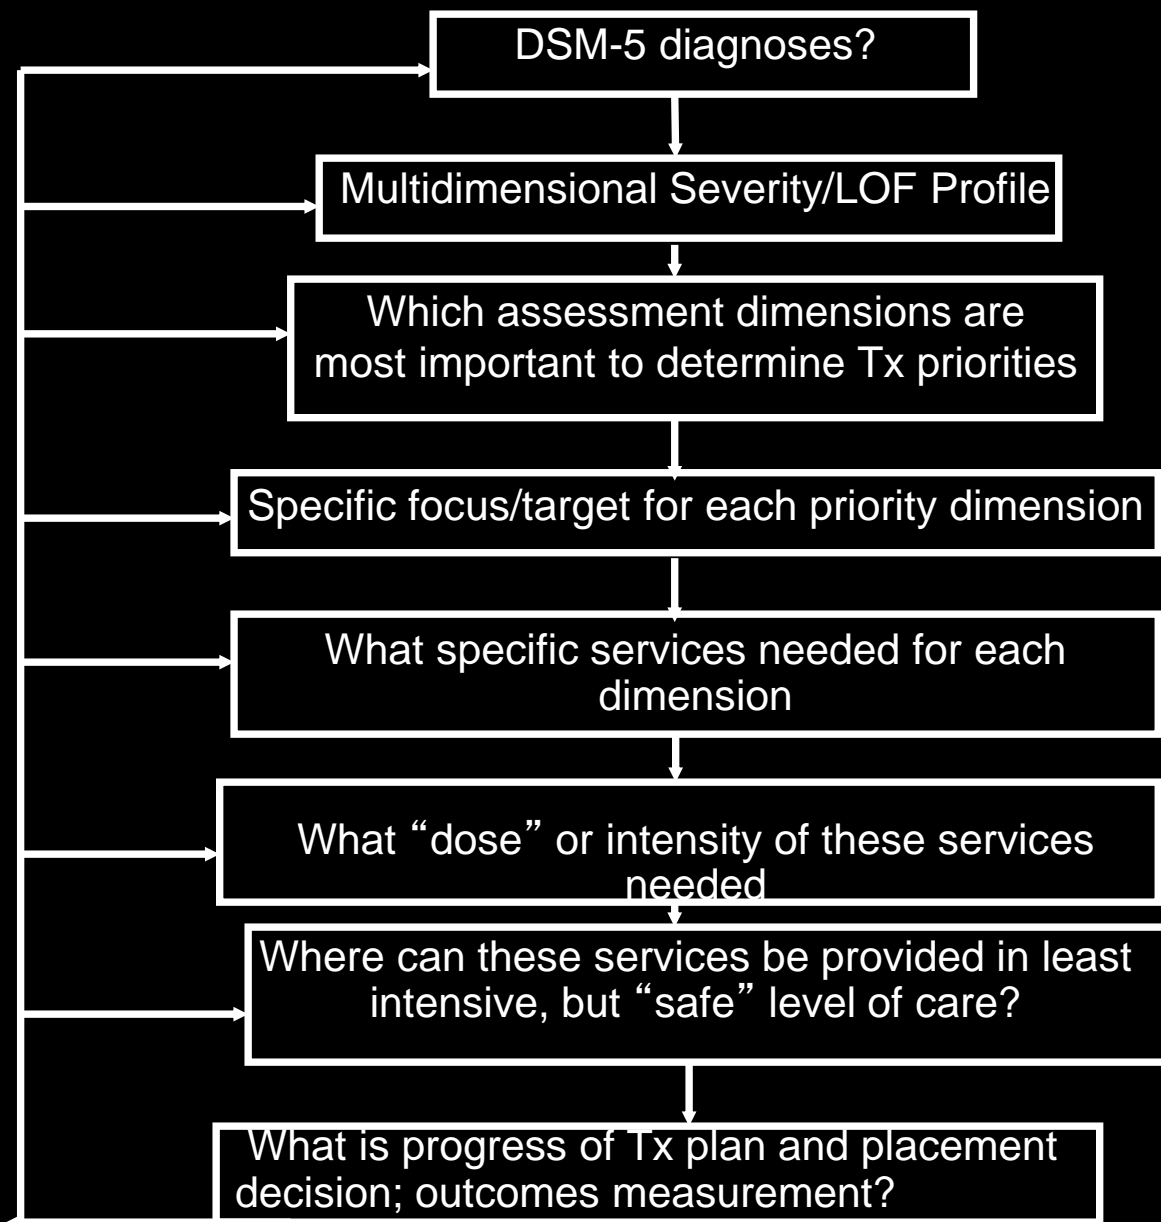 DSM-5 diagnoses?
Multidimensional Severity/LOF Profile
Which assessment dimensions are
most important to determine Tx priorities
Specific focus/target for each priority dimension
What specific services needed for each
dimension
What “dose” or intensity of these services
needed
Where can these services be provided in least
intensive, but “safe” level of care?
What is progress of Tx plan and placement
decision; outcomes measurement?